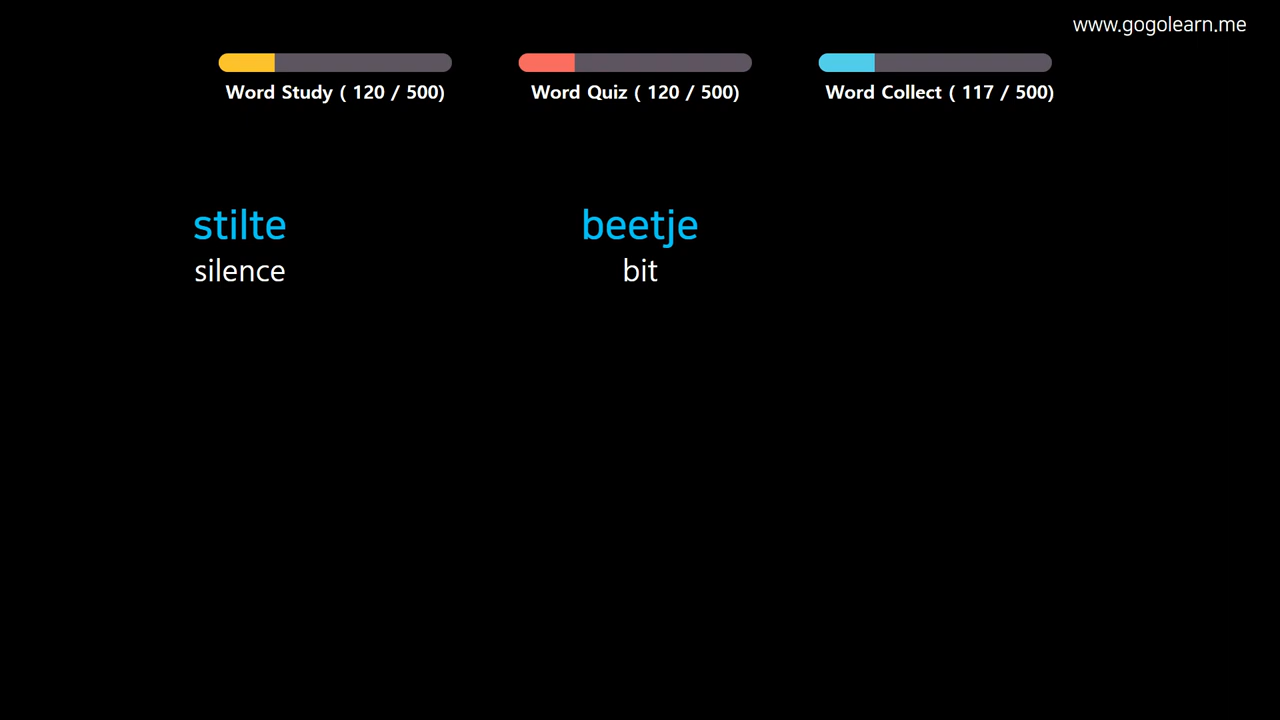 www.gogolearn.me
Word Study ( 120 / 500)
Word Quiz ( 120 / 500)
Word Collect ( 117 / 500)
stilte
silence
beetje
bit